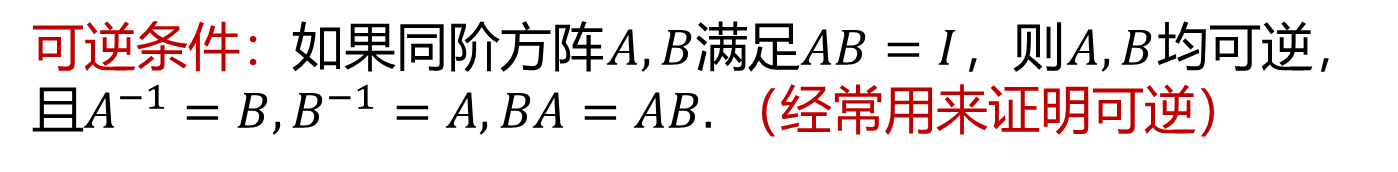 可逆条件：如果同阶方阵𝐴, 𝐵满足𝐴𝐵 = 𝐼，则𝐴, 𝐵均可逆，
且𝐴⁻¹ = 𝐵, 𝐵⁻¹ = 𝐴, 𝐵𝐴 = 𝐴𝐵.（经常用来证明可逆）